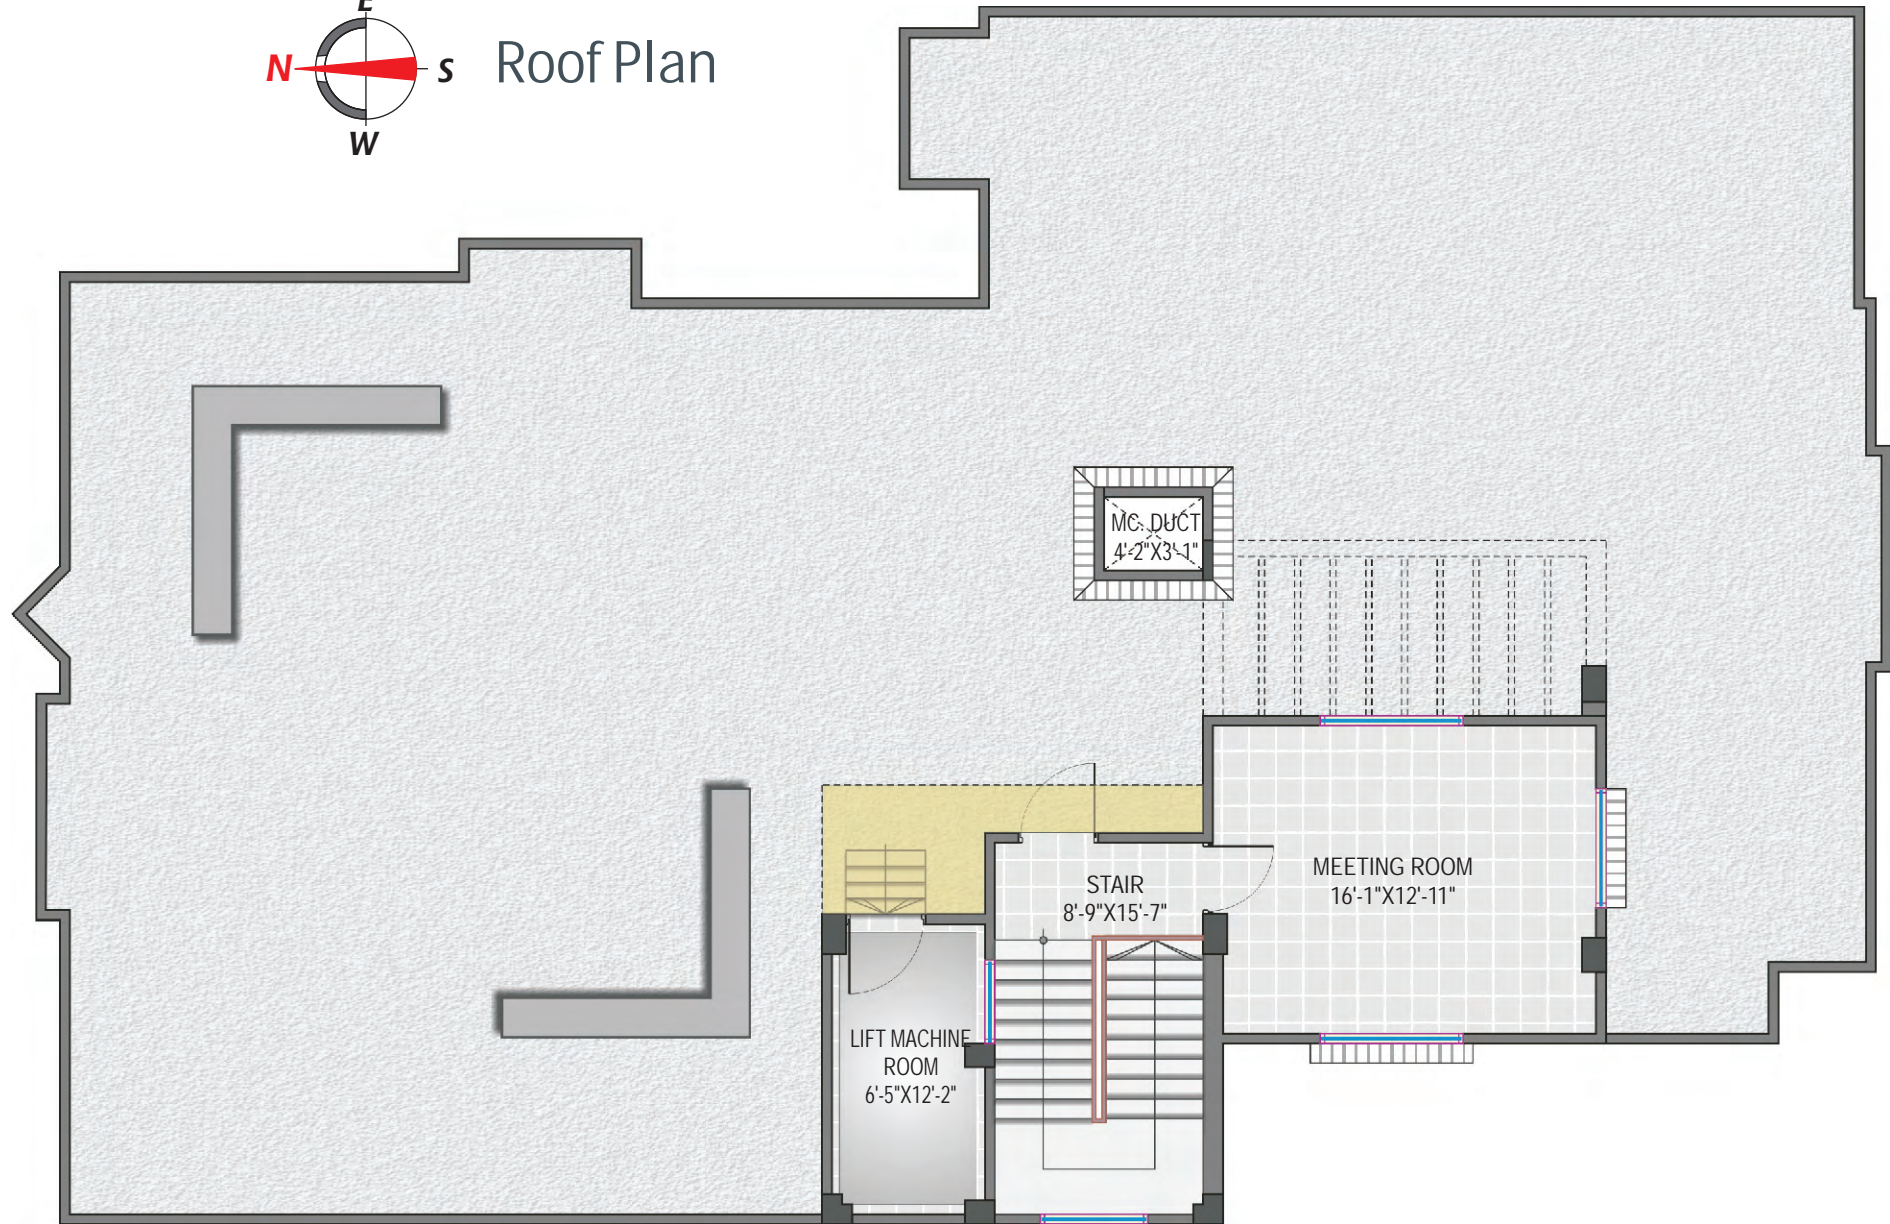 E
N
S
Roof Plan
W
MC. DUCT
4'-2"X3'-1"
STAIR
8'-9"X15'-7"
MEETING ROOM
16'-1"X12'-11"
LIFT MACHINE
ROOM
6'-5"X12'-2"